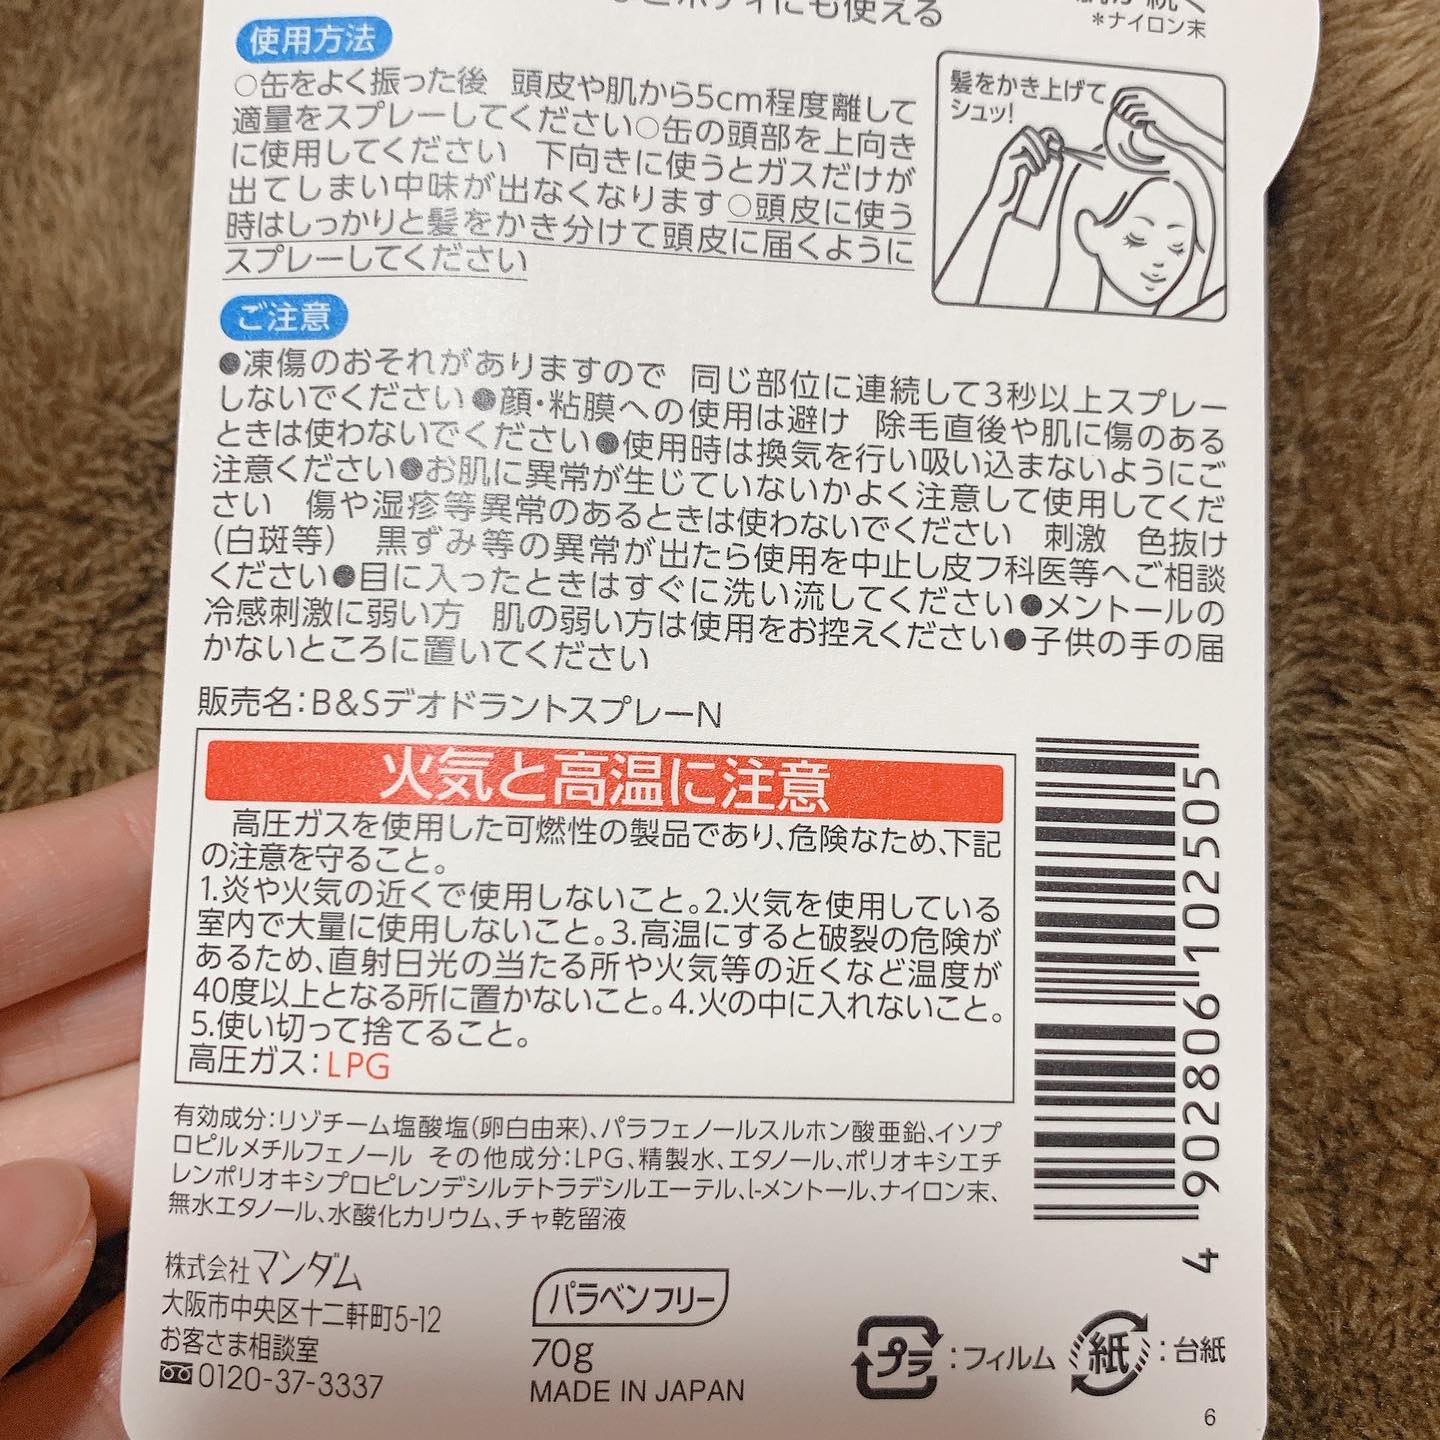 にも使える
続く
*ナイロン末
使用方法
○缶をよく振った後 頭皮や肌から5cm程度離して
適量をスプレーしてください○缶の頭部を上向き
に使用してください 下向きに使うとガスだけが
出てしまい中味が出なくなります○頭皮に使う
時はしっかりと髪をかき分けて頭皮に届くように
スプレーしてください
髪をかき上げて
シュッ!
ご注意
●凍傷のおそれがありますので 同じ部位に連続して3秒以上スプレー
しないでください●顔・粘膜への使用は避け 除毛直後や肌に傷のある
ときは使わないでください●使用時は換気を行い吸い込まないようにご
注意ください●お肌に異常が生じていないかよく注意して使用してくだ
さい 傷や湿疹等異常のあるときは使わないでください 刺激 色抜け
(白斑等) 黒ずみ等の異常が出たら使用を中止し皮フ科医等へご相談
ください●目に入ったときはすぐに洗い流してください●メントールの
冷感刺激に弱い方 肌の弱い方は使用をお控えください●子供の手の届
かないところに置いてください
販売名:B&SデオドラントスプレーN
火気と高温に注意
高圧ガスを使用した可燃性の製品であり、危険なため、下記
の注意を守ること。
1.炎や火気の近くで使用しないこと。2.火気を使用している
室内で大量に使用しないこと。3.高温にすると破裂の危険が
あるため、直射日光の当たる所や火気等の近くなど温度が
40度以上となる所に置かないこと。4.火の中に入れないこと。
5.使い切って捨てること。
高圧ガス:LPG
4902806102505
有効成分:リゾチーム塩酸塩(卵白由来)、パラフェノールスルホン酸亜鉛、イソプ
ロピルメチルフェノール その他成分:LPG、精製水、エタノール、ポリオキシエチ
レンポリオキシプロピレンデシルテトラデシルエーテル、l-メントール、ナイロン末、
無水エタノール、水酸化カリウム、チャ乾留液
株式会社マンダム
大阪市中央区十二軒町5-12
お客さま相談室
0120-37-3337
パラベンフリー
70g
MADE IN JAPAN
プラ:フィルム
紙:台紙
6